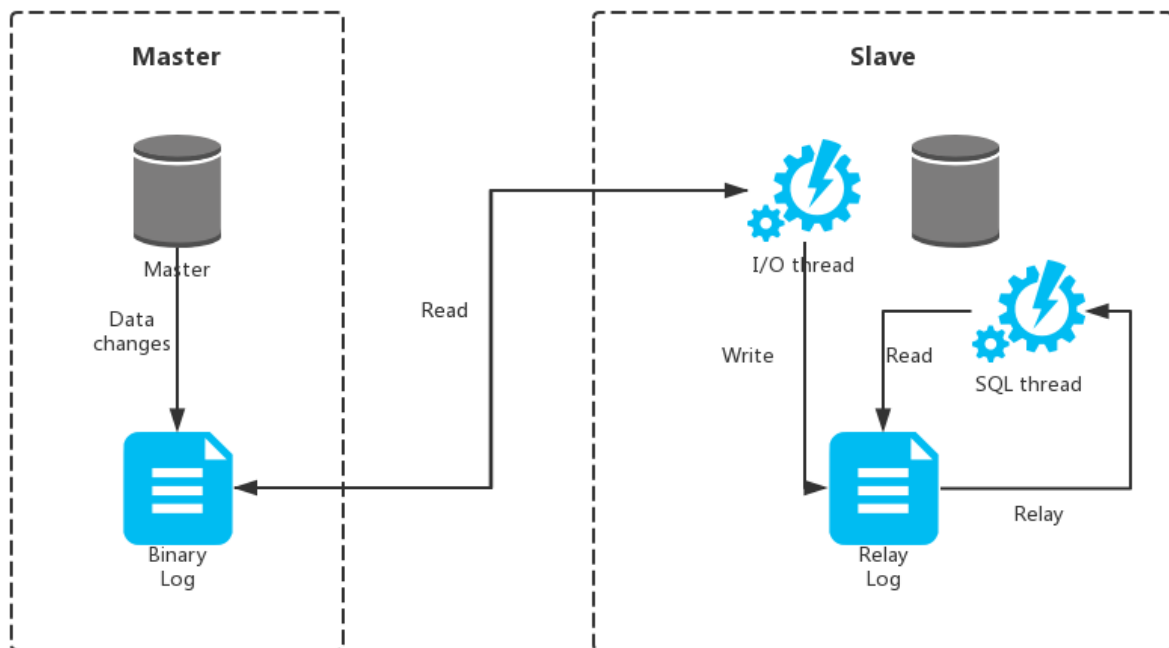 Master
Slave
Master
I/O thread
Data
changes
Read
Write
Read
SQL thread
Relay
Binary
Log
Relay
Log